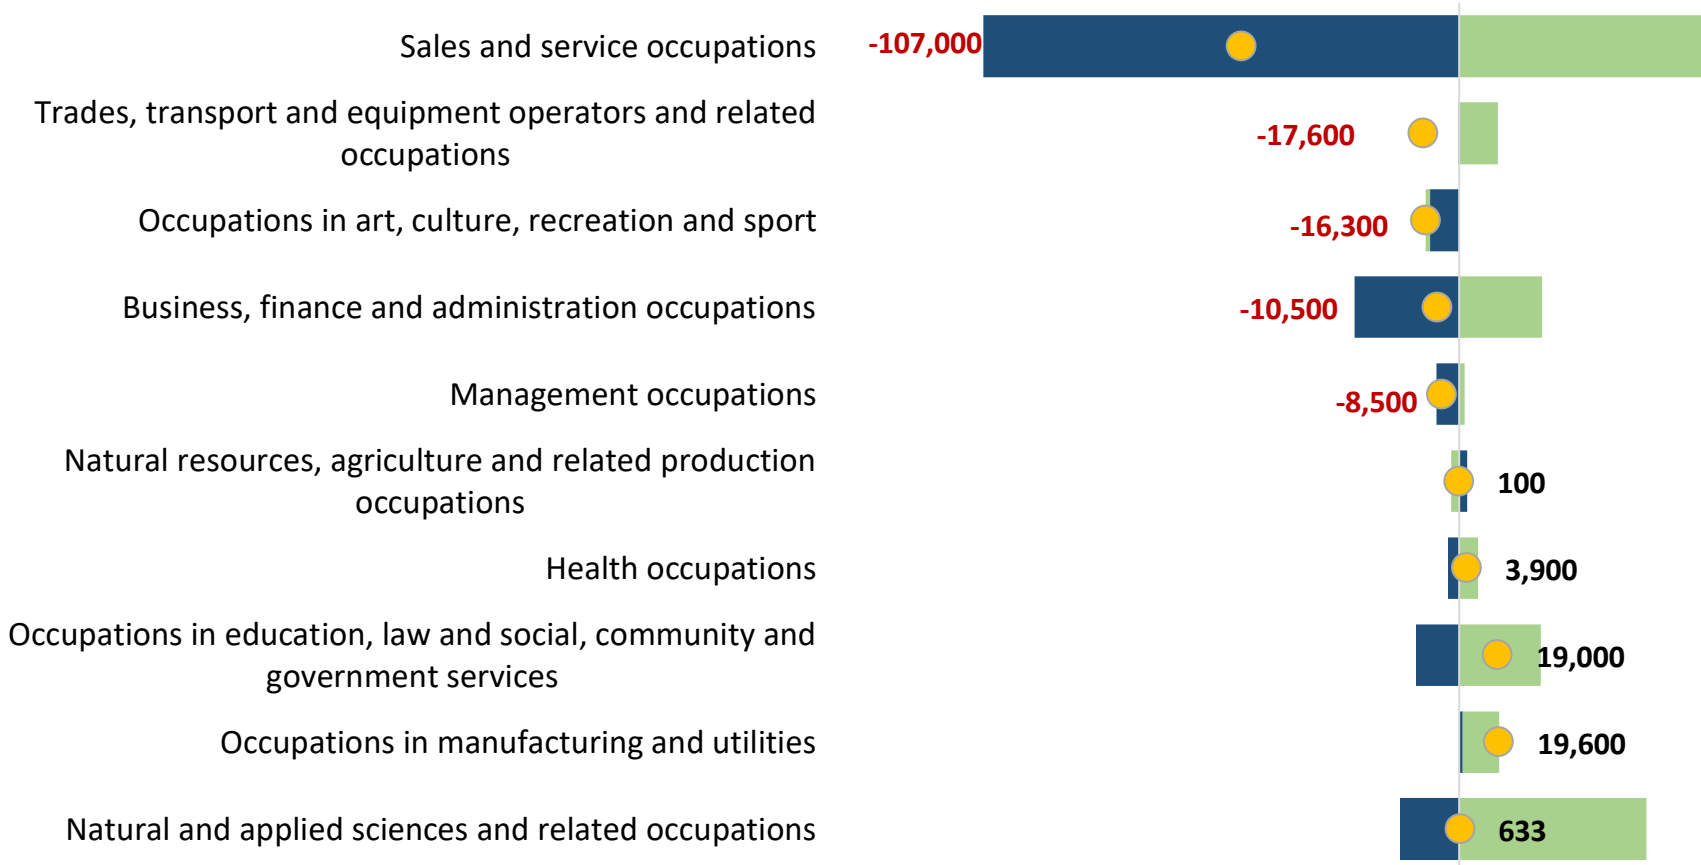 Sales and service occupations
-107,000
Trades, transport and equipment operators and related
occupations
-17,600
Occupations in art, culture, recreation and sport
-16,300
Business, finance and administration occupations
-10,500
Management occupations
-8,500
Natural resources, agriculture and related production
occupations
100
Health occupations
3,900
Occupations in education, law and social, community and
government services
19,000
Occupations in manufacturing and utilities
19,600
Natural and applied sciences and related occupations
633